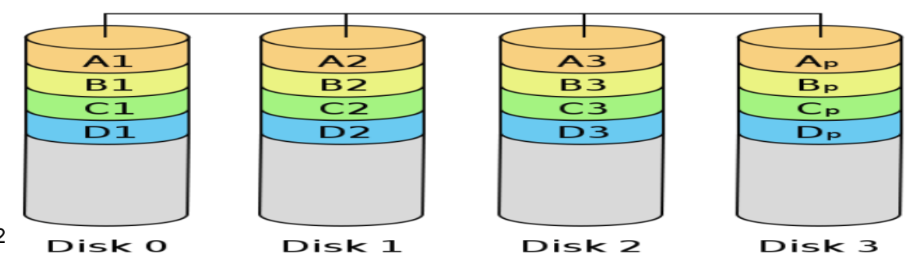 A1 A2 A3 Ap
B1 B2 B3 Bp
C1 C2 C3 Cp
D1 D2 D3 Dp
2
Disk 0 Disk 1 Disk 2 Disk 3